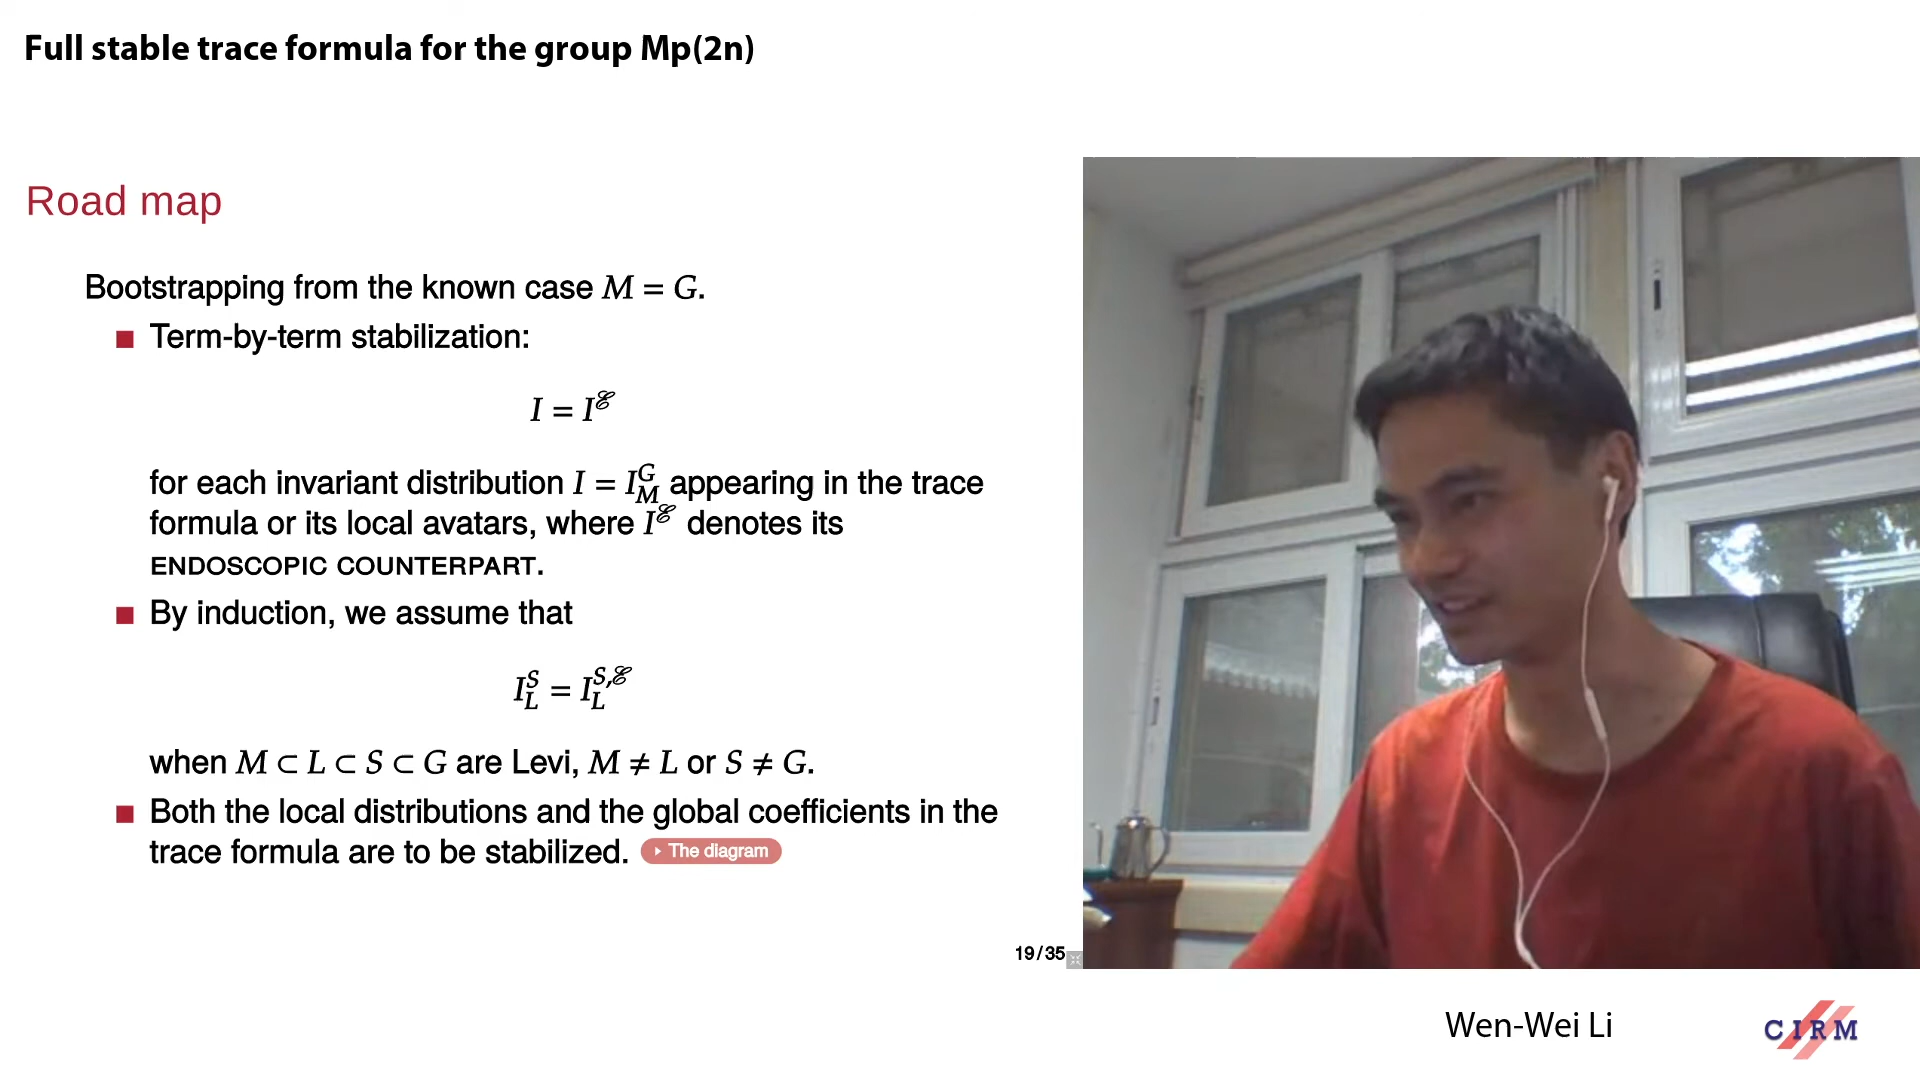 Full stable trace formula for the group Mp(2n)
Road map
Bootstrapping from the known case M = G.
■ Term-by-term stabilization:
I = I^ℰ
for each invariant distribution I = I_M^G appearing in the trace
formula or its local avatars, where I^ℰ denotes its
ENDOSCOPIC COUNTERPART.
■ By induction, we assume that
I_L^S = I_L^{S,ℰ}
when M ⊂ L ⊂ S ⊂ G are Levi, M ≠ L or S ≠ G.
■ Both the local distributions and the global coefficients in the
trace formula are to be stabilized. ▸ The diagram
19/35
Wen-Wei Li
CIRM